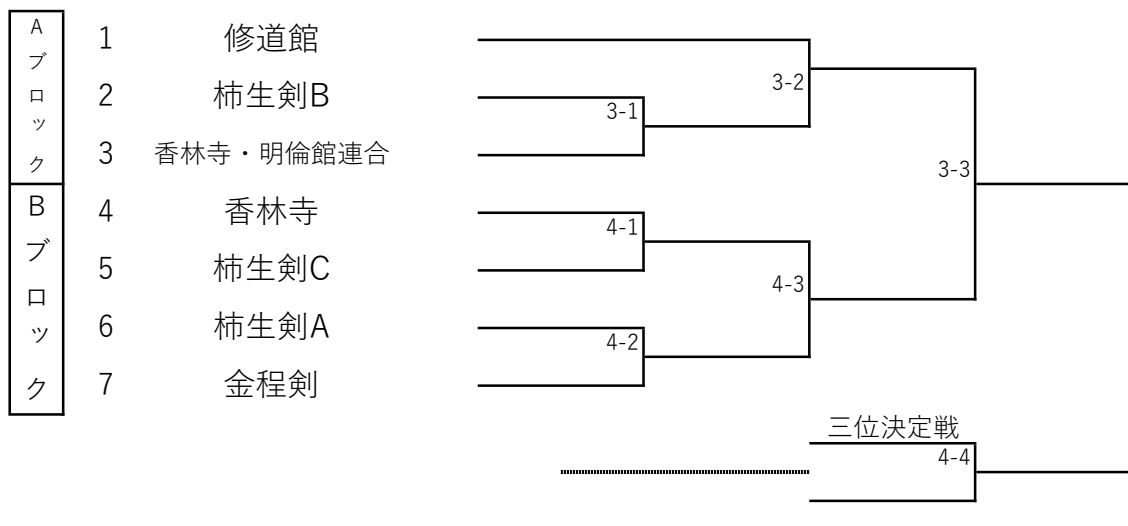 Aブロック
1 修道館
2 柿生剣B
3 香林寺・明倫館連合
3-1
3-2
3-3
Bブロック
4 香林寺
5 柿生剣C
6 柿生剣A
7 金程剣
4-1
4-2
4-3
三位決定戦
4-4